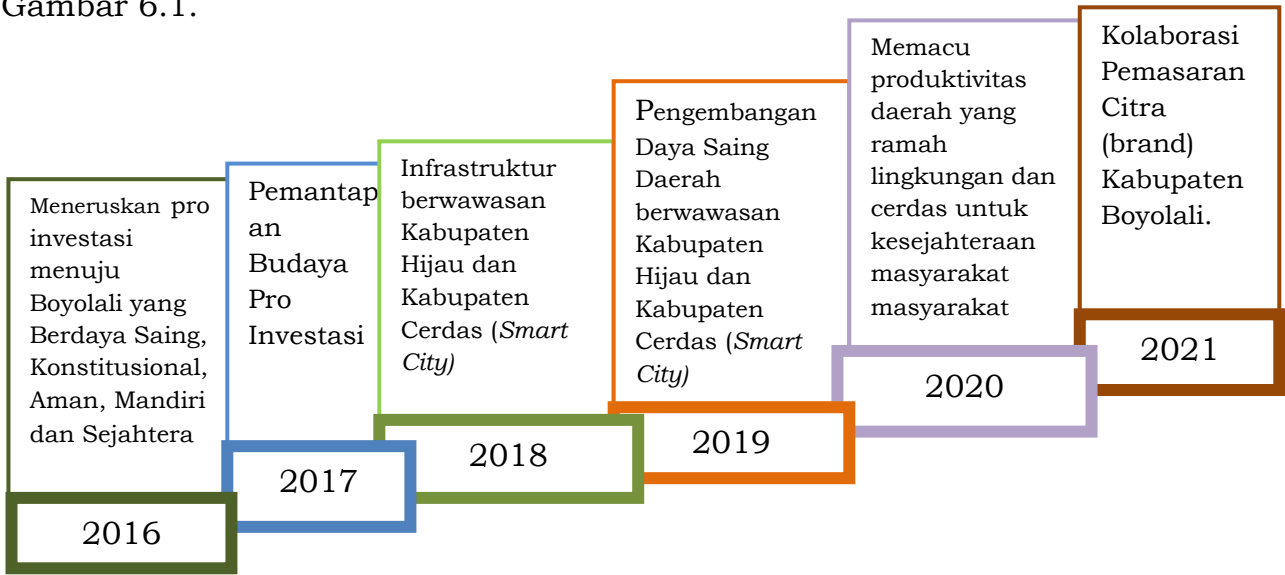 Gambar 6.1.
Meneruskan pro
investasi
menuju
Boyolali yang
Berdaya Saing,
Konstitusional,
Aman, Mandiri
dan Sejahtera
2016
Pemantap
an
Budaya
Pro
Investasi
2017
Infrastruktur
berwawasan
Kabupaten
Hijau dan
Kabupaten
Cerdas (Smart
City)
2018
Pengembangan
Daya Saing
Daerah
berwawasan
Kabupaten
Hijau dan
Kabupaten
Cerdas (Smart
City)
2019
Memacu
produktivitas
daerah yang
ramah
lingkungan dan
cerdas untuk
kesejahteraan
masyarakat
masyarakat
2020
Kolaborasi
Pemasaran
Citra
(brand)
Kabupaten
Boyolali.
2021